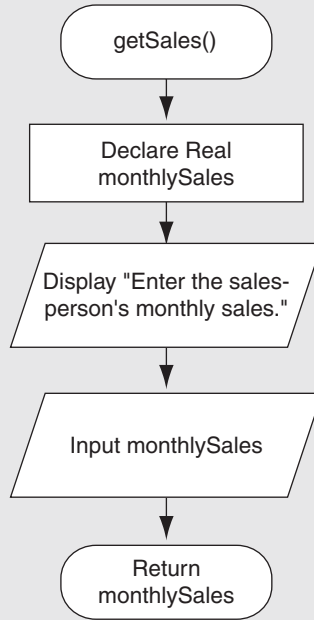 getSales()
Declare Real
monthlySales
Display "Enter the sales-
person's monthly sales."
Input monthlySales
Return
monthlySales